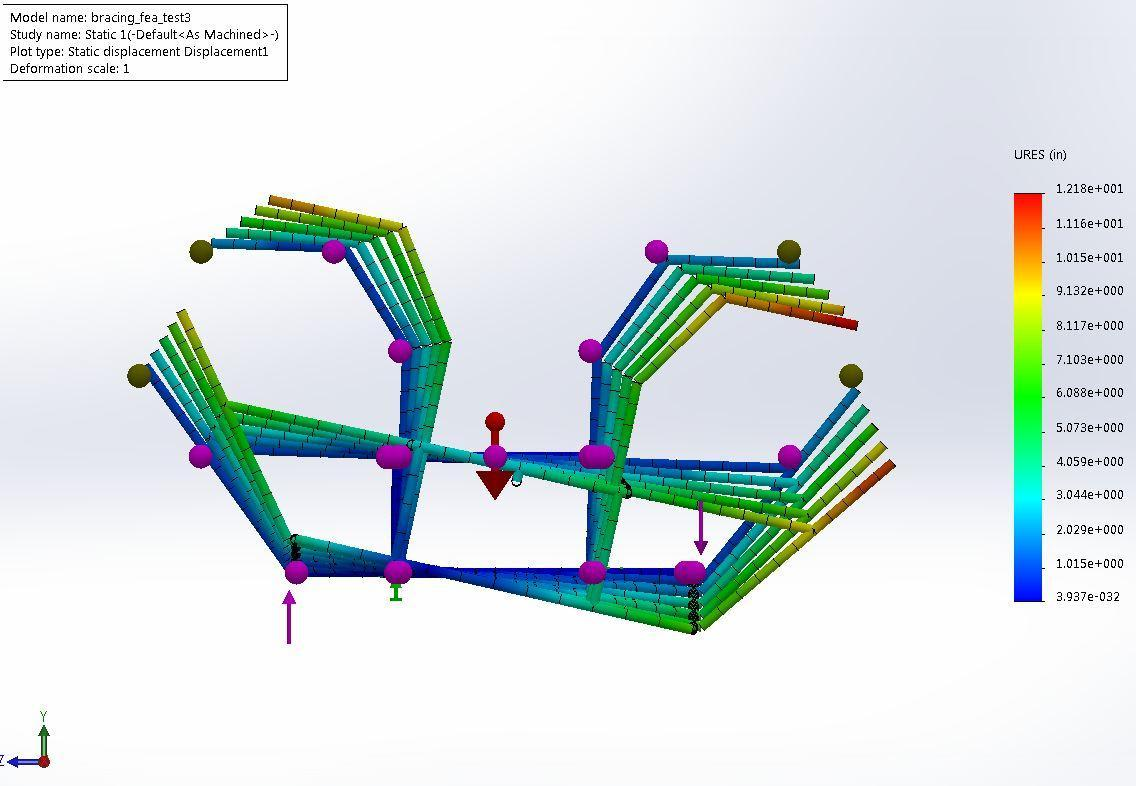 Model name: bracing_fea_test3
Study name: Static 1(-Default<As Machined>-)
Plot type: Static displacement Displacement1
Deformation scale: 1
URES (in)
1.218e+001
1.116e+001
1.015e+001
9.132e+000
8.117e+000
7.103e+000
6.088e+000
5.073e+000
4.059e+000
3.044e+000
2.029e+000
1.015e+000
3.937e-032
Y
Z